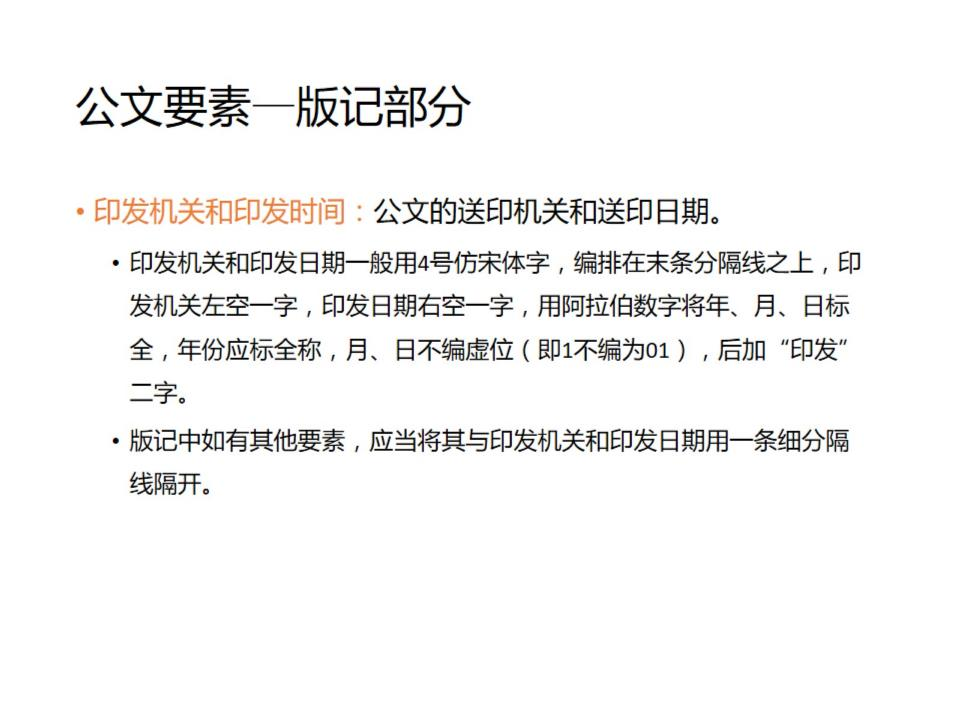 公文要素—版记部分
• 印发机关和印发时间：公文的送印机关和送印日期。
• 印发机关和印发日期一般用4号仿宋体字，编排在末条分隔线之上，印
发机关左空一字，印发日期右空一字，用阿拉伯数字将年、月、日标
全，年份应标全称，月、日不编虚位（即1不编为01），后加“印发”
二字。
• 版记中如有其他要素，应当将其与印发机关和印发日期用一条细分隔
线隔开。